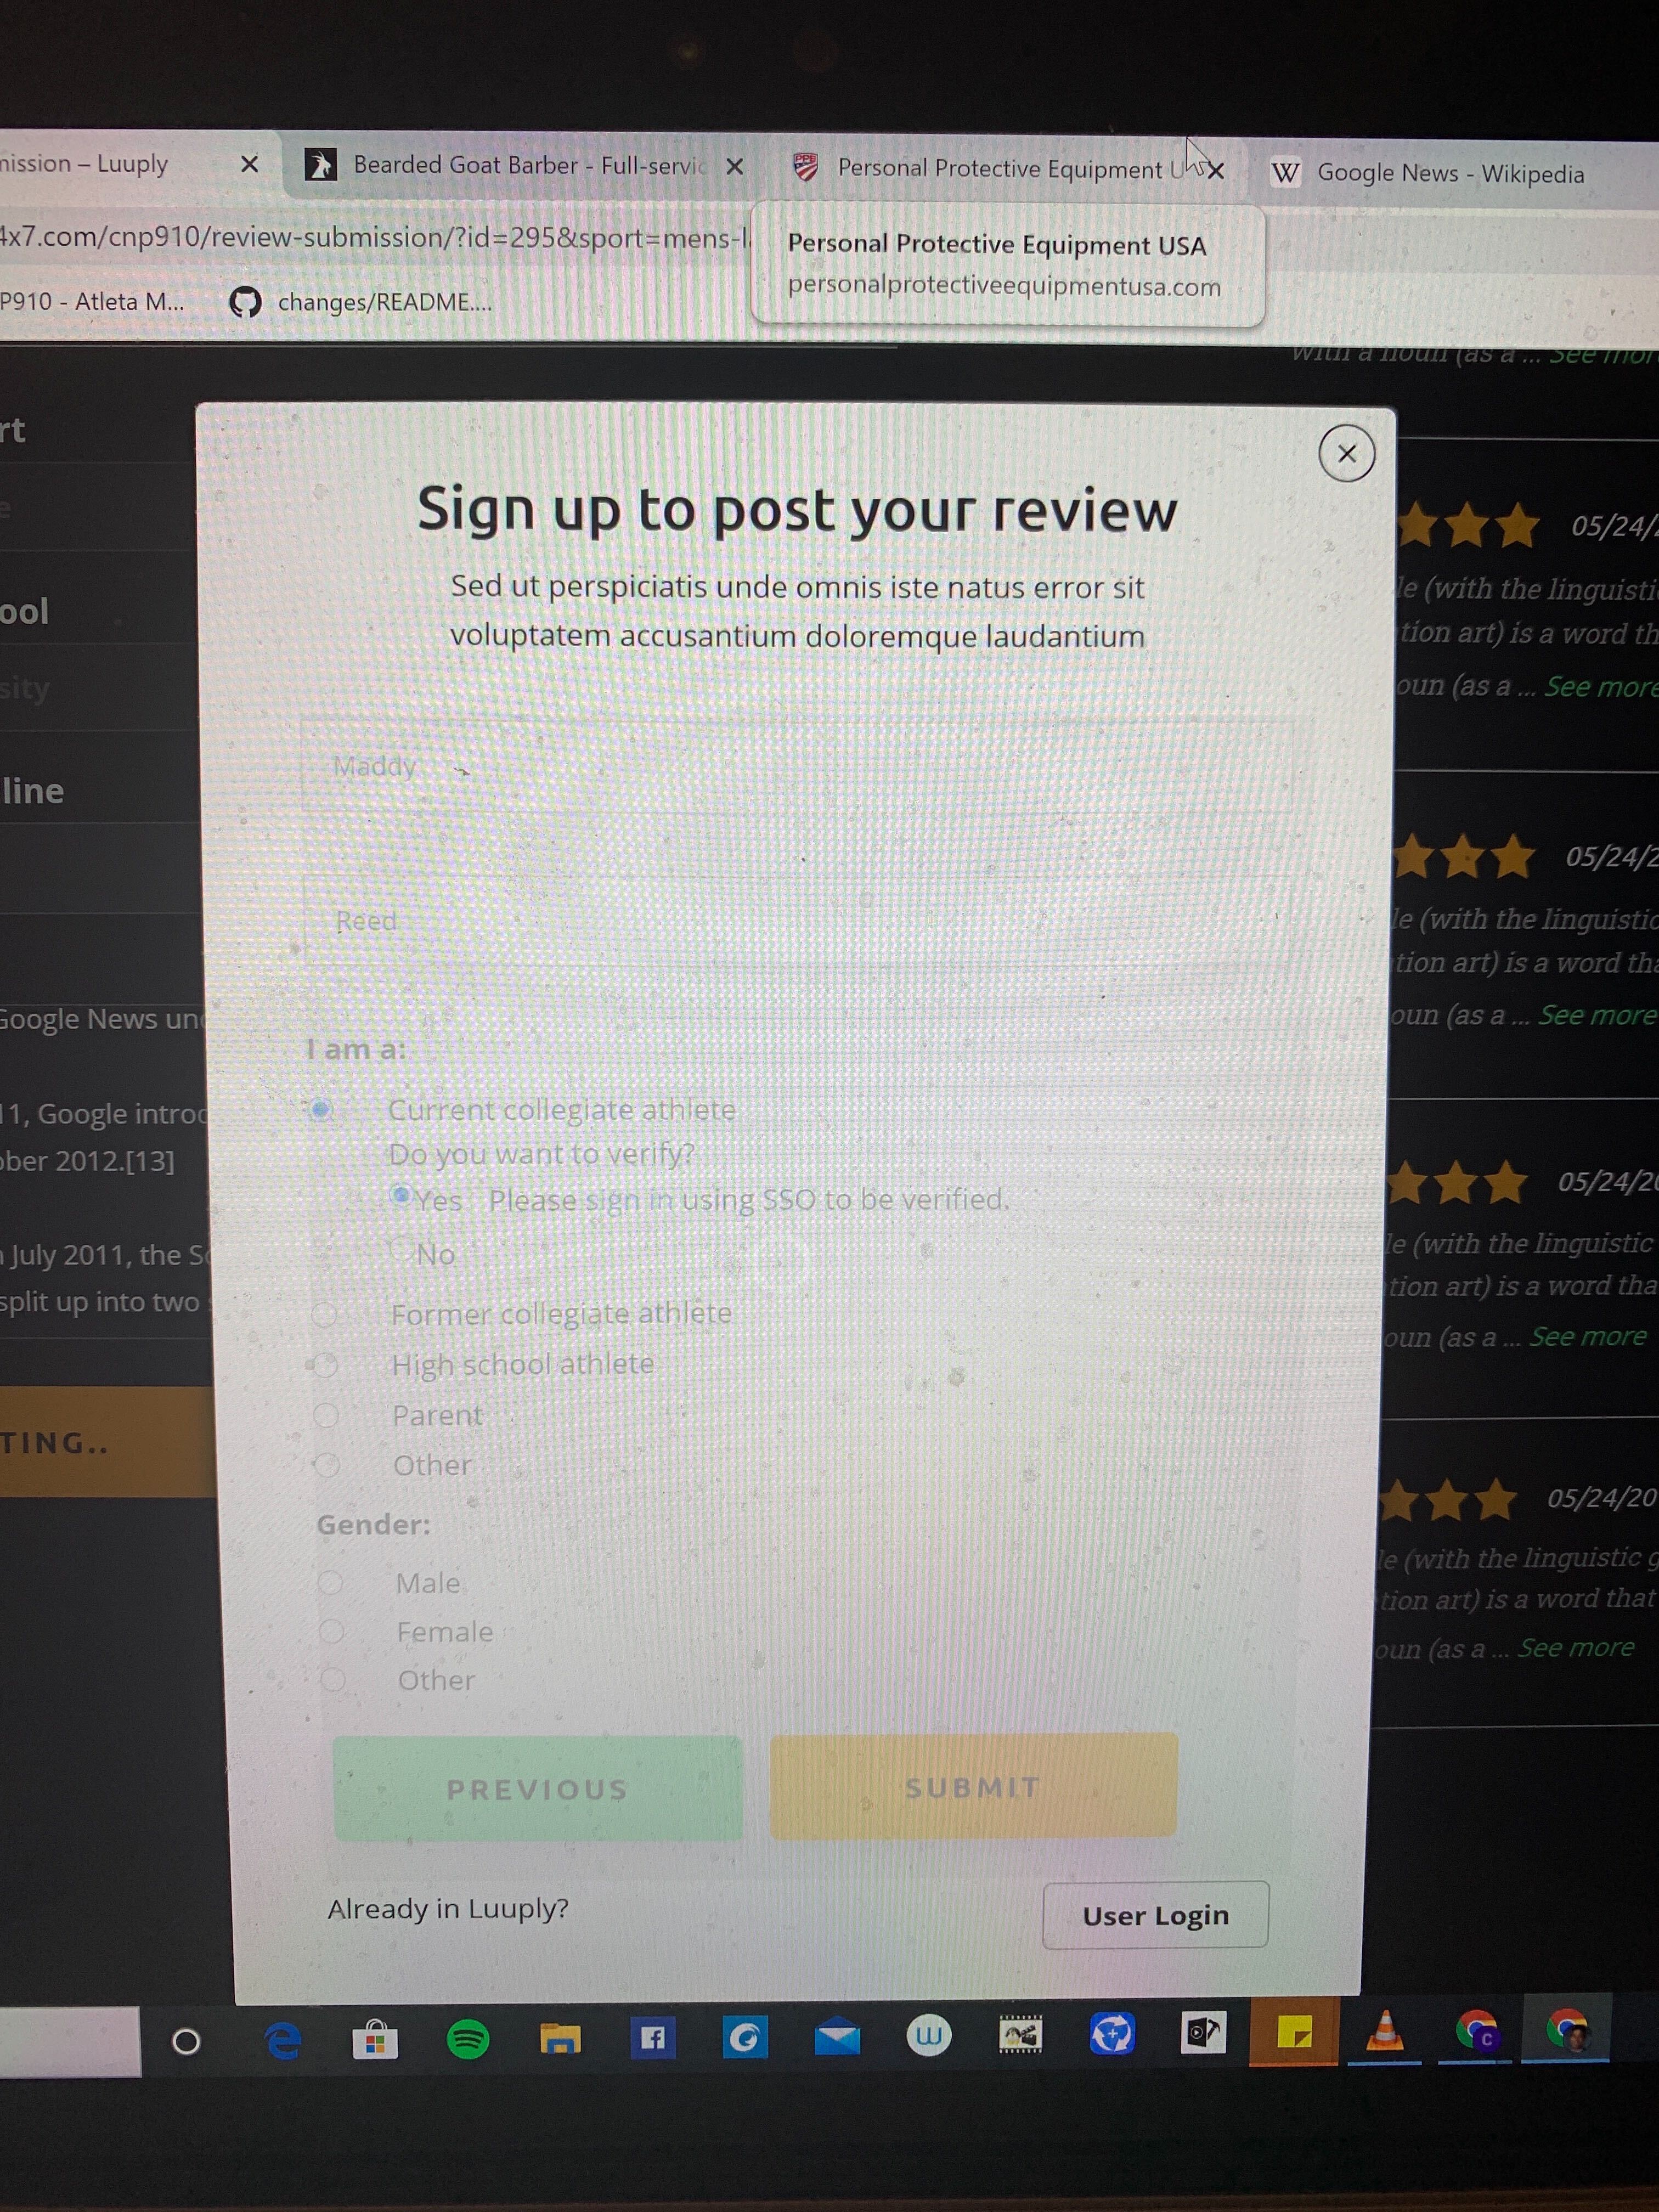 mission – Luuply
Bearded Goat Barber - Full-servic
Personal Protective Equipment U
Google News - Wikipedia
4x7.com/cnp910/review-submission/?id=295&sport=mens-l
Personal Protective Equipment USA
personalprotectiveequipmentusa.com
P910 - Atleta M...
changes/README....
with a noun (as a ... See mor
rt
e
ool
sity
line
Google News und
11, Google introd
ober 2012.[13]
n July 2011, the So
split up into two s
TING..
Sign up to post your review
Sed ut perspiciatis unde omnis iste natus error sit
voluptatem accusantium doloremque laudantium
Maddy
Reed
I am a:
Current collegiate athlete
Do you want to verify?
Yes Please sign in using SSO to be verified.
No
Former collegiate athlete
High school athlete
Parent
Other
Gender:
Male
Female
Other
PREVIOUS
SUBMIT
Already in Luuply?
User Login
05/24/2
le (with the linguisti
tion art) is a word th
oun (as a ... See more
05/24/2
le (with the linguistic
tion art) is a word tha
oun (as a ... See more
05/24/20
le (with the linguistic
tion art) is a word tha
oun (as a ... See more
05/24/20
le (with the linguistic g
tion art) is a word that
oun (as a ... See more